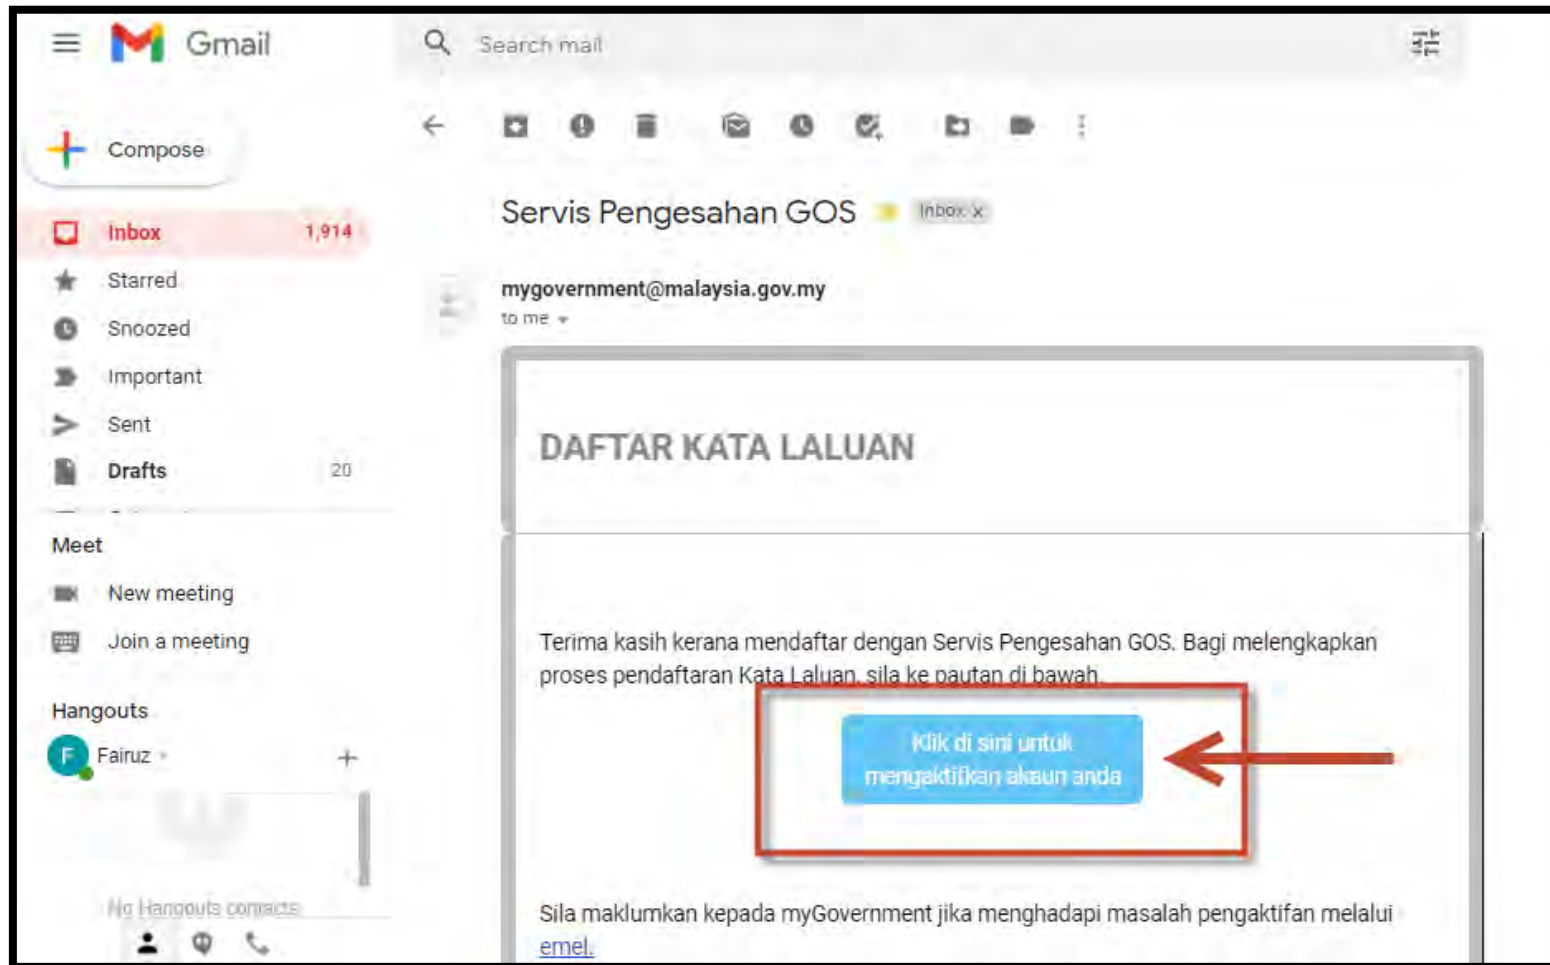 Gmail
Search mail
Compose
Inbox 1,914
Starred
Snoozed
Important
Sent
Drafts 20
Meet
New meeting
Join a meeting
Hangouts
F Fairuz
No Hangouts contacts
Servis Pengesahan GOS Inbox x
mygovernment@malaysia.gov.my
to me
DAFTAR KATA LALUAN
Terima kasih kerana mendaftar dengan Servis Pengesahan GOS. Bagi melengkapkan
proses pendaftaran Kata Laluan, sila ke pautan di bawah.
Klik di sini untuk
mengaktifkan akaun anda
Sila maklumkan kepada myGovernment jika menghadapi masalah pengaktifan melalui
emel.